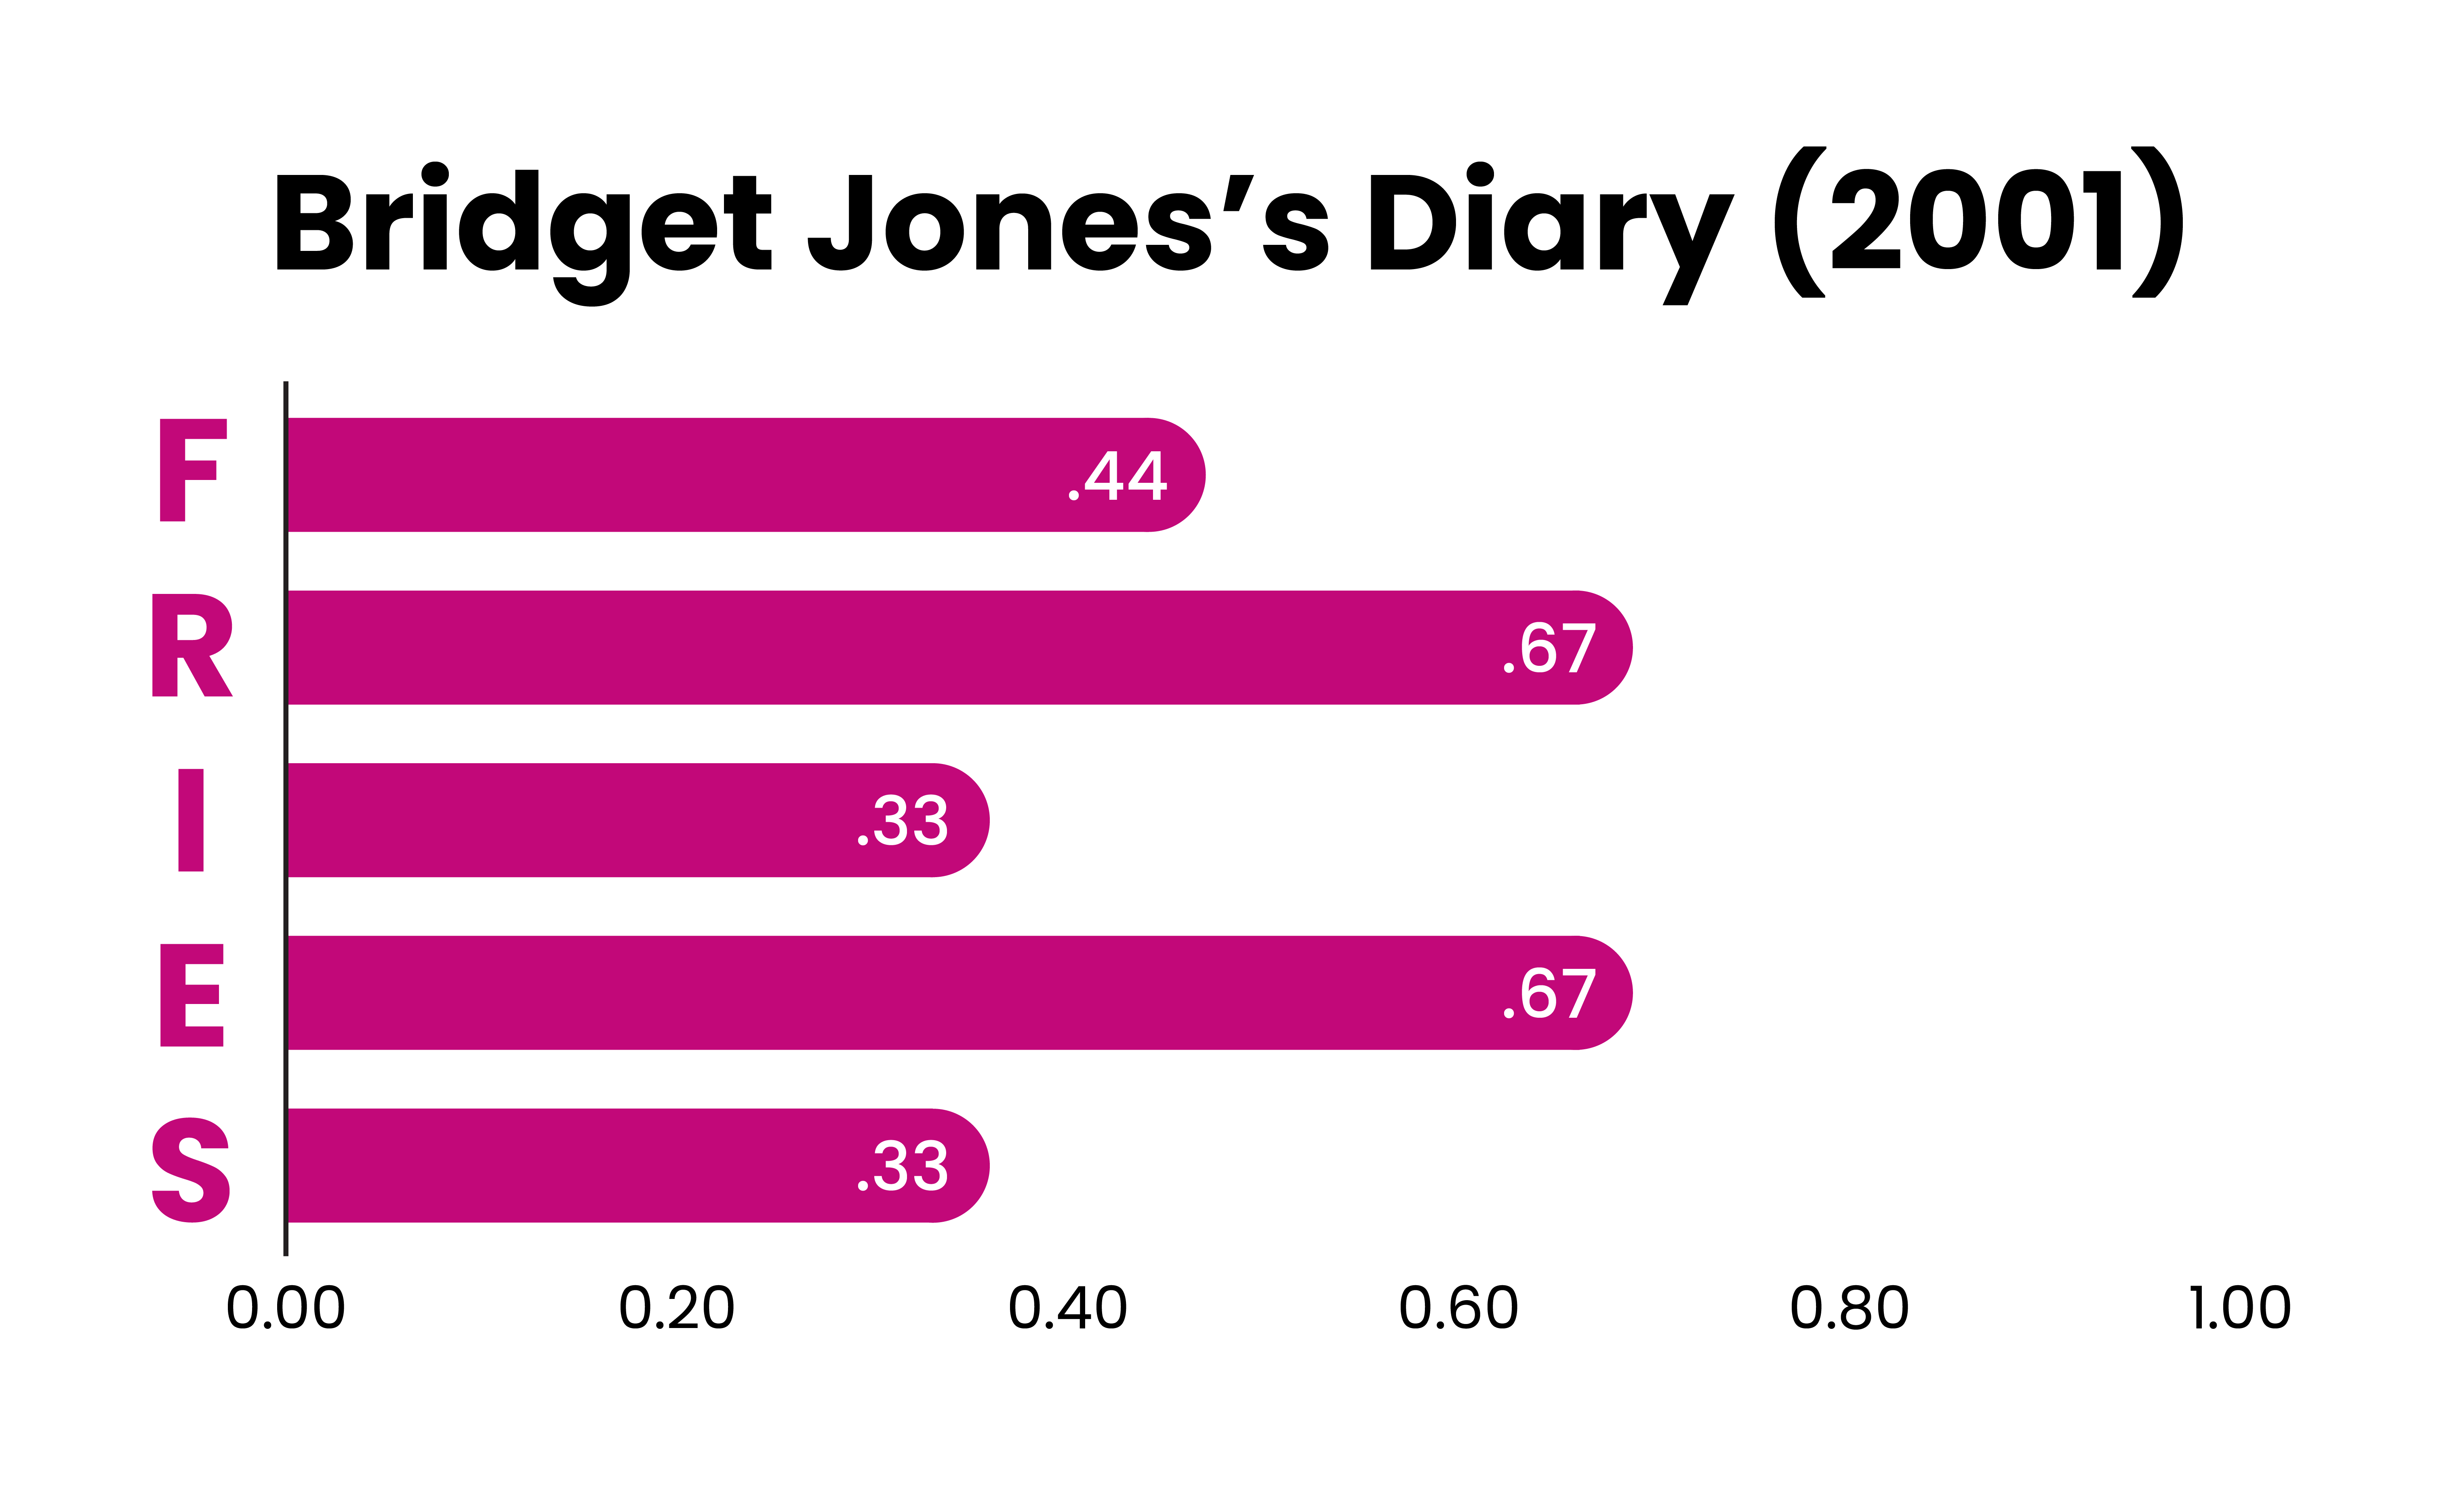 Bridget Jones’s Diary (2001)
F .44
R .67
I .33
E .67
S .33
0.00 0.20 0.40 0.60 0.80 1.00